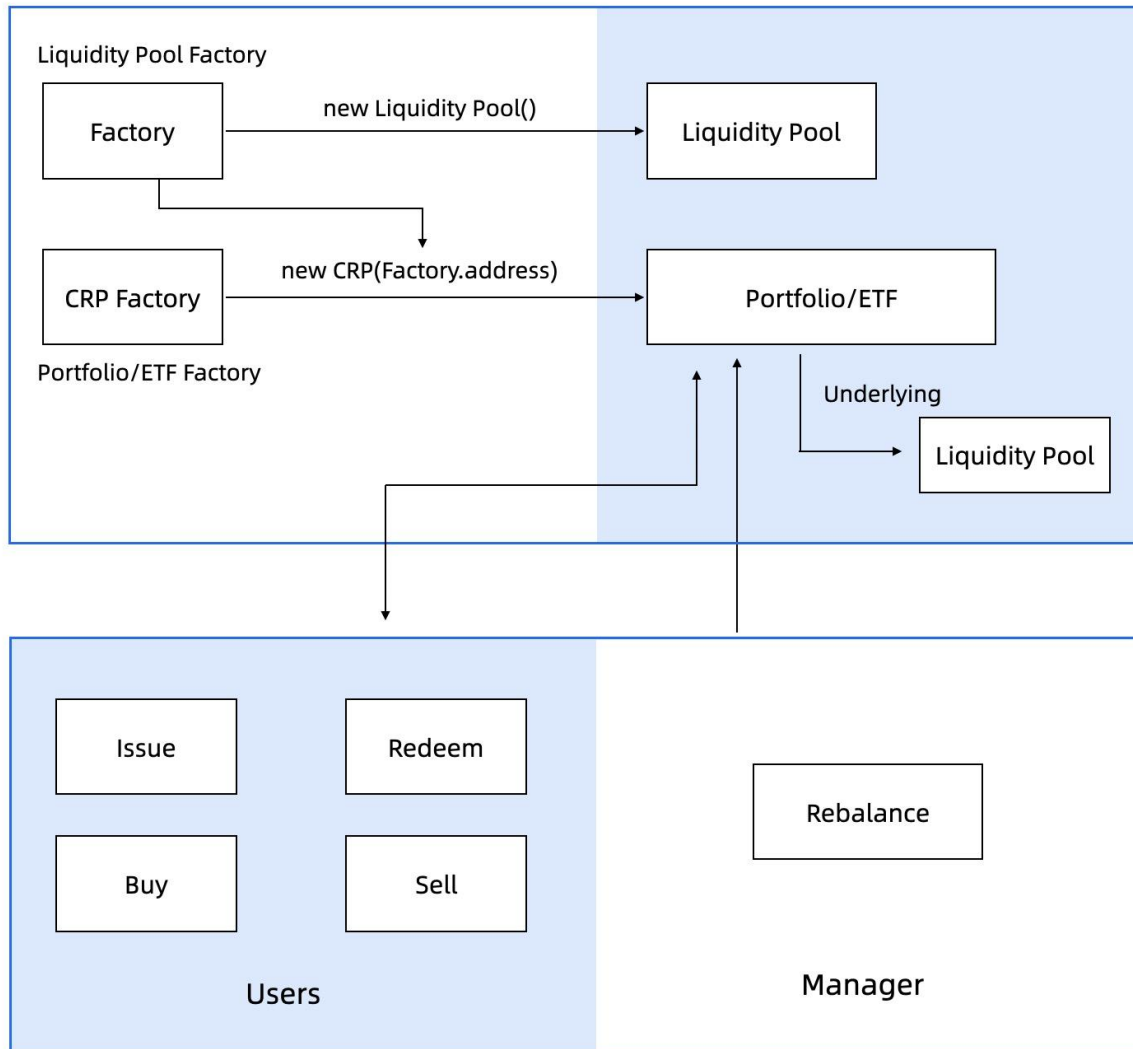 Liquidity Pool Factory
Factory
new Liquidity Pool()
Liquidity Pool
CRP Factory
new CRP(Factory.address)
Portfolio/ETF
Portfolio/ETF Factory
Underlying
Liquidity Pool
Issue
Redeem
Rebalance
Buy
Sell
Users
Manager